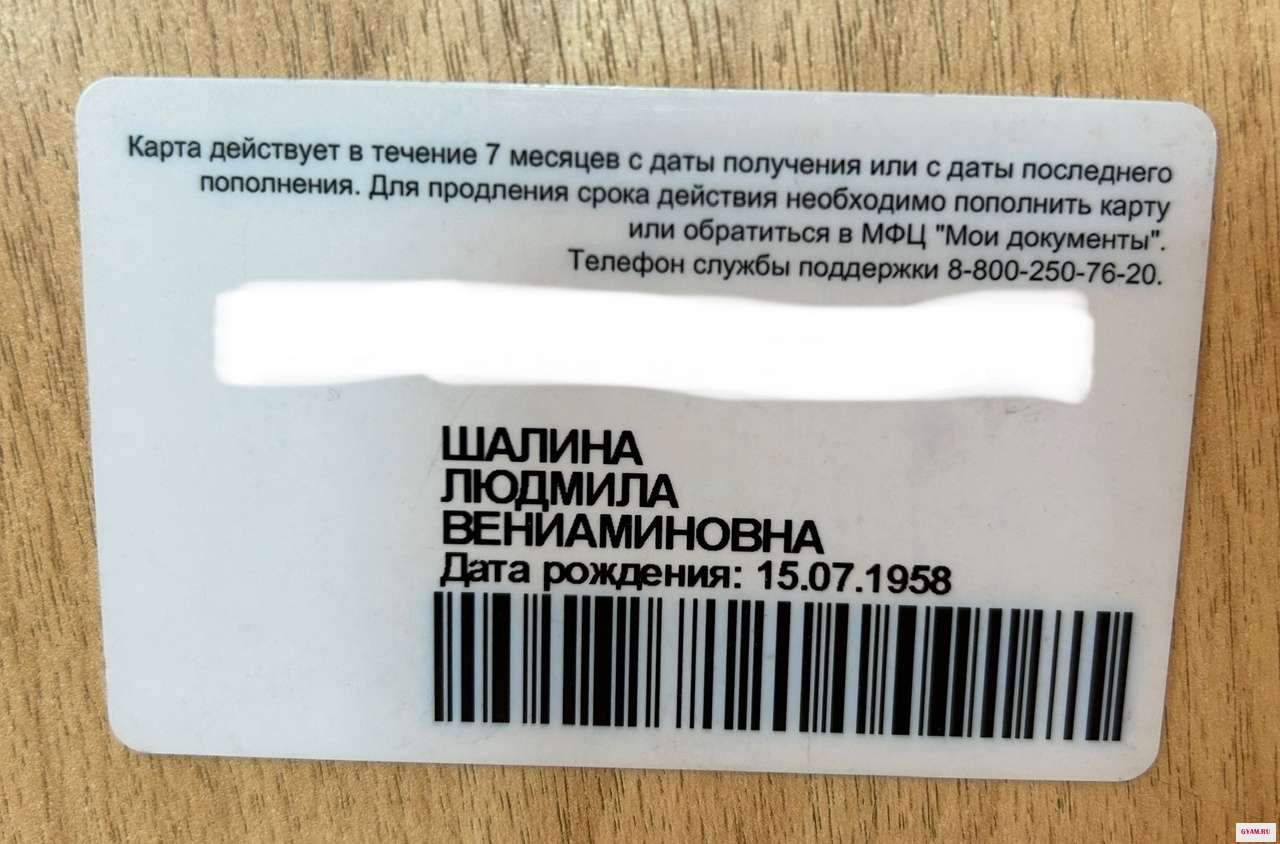 Карта действует в течение 7 месяцев с даты получения или с даты последнего
пополнения. Для продления срока действия необходимо пополнить карту
или обратиться в МФЦ "Мои документы".
Телефон службы поддержки 8-800-250-76-20.
ШАЛИНА
ЛЮДМИЛА
ВЕНИАМИНОВНА
Дата рождения: 15.07.1958
GYAM.RU